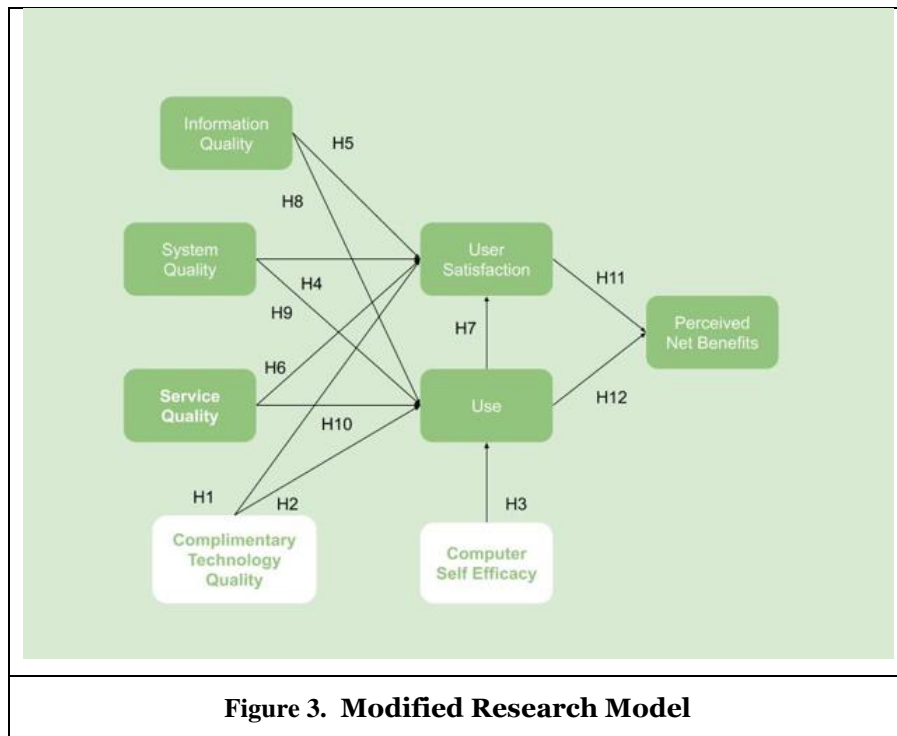 Information
Quality
H5
H8
System
Quality
User
Satisfaction
H4
H9
H11
H7
Perceived
Net Benefits
H6
Service
Quality
Use
H12
H10
H1
H2
H3
Complimentary
Technology
Quality
Computer
Self Efficacy
Figure 3. Modified Research Model